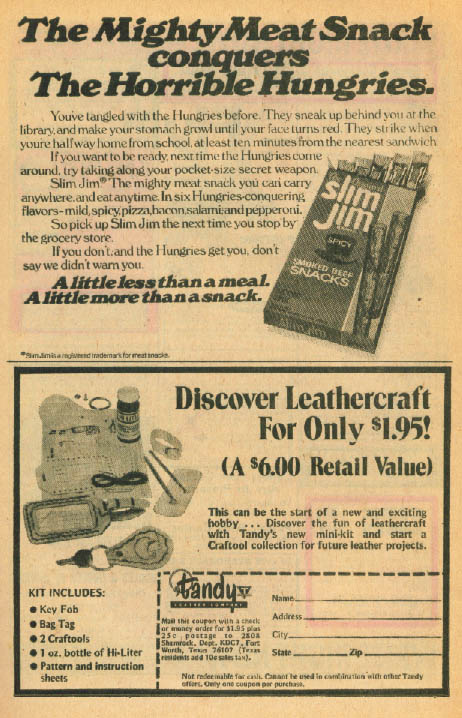 The Mighty Meat Snack
conquers
The Horrible Hungries.
You've tangled with the Hungries before. They sneak up behind you at the
library, and make your stomach growl until your face turns red. They strike when
you're halfway home from school, at least ten minutes from the nearest sandwich.
If you want to be ready, next time the Hungries come
around, try taking along your pocket-size secret weapon.
Slim Jim.® The mighty meat snack you can carry
anywhere, and eat anytime. In six Hungries-conquering
flavors–mild, spicy, pizza, bacon, salami, and pepperoni.
So pick up Slim Jim the next time you stop by
the grocery store.
If you don't, and the Hungries get you, don't
say we didn't warn you.
A little less than a meal.
A little more than a snack.
slim
Jim
SPICY
SMOKED BEEF
SNACKS
Slim Jim
®Slim Jim is a registered trademark for meat snacks.
Discover Leathercraft
For Only $1.95!
(A $6.00 Retail Value)
This can be the start of a new and exciting
hobby . . . Discover the fun of leathercraft
with Tandy's new mini-kit and start a
Craftool collection for future leather projects.
KIT INCLUDES:
● Key Fob
● Bag Tag
● 2 Craftools
● 1 oz. bottle of Hi-Liter
● Pattern and instruction
sheets
Tandy
LEATHER COMPANY
Mail this coupon with a check
or money order for $1.95 plus
25¢ postage to 2808
Shamrock, Dept. KDC7, Fort
Worth, Texas 76107 (Texas
residents add 10¢ sales tax).
Name
Address
City
State Zip
Not redeemable for cash. Cannot be used in combination with other Tandy
offers. Only one coupon per purchase.